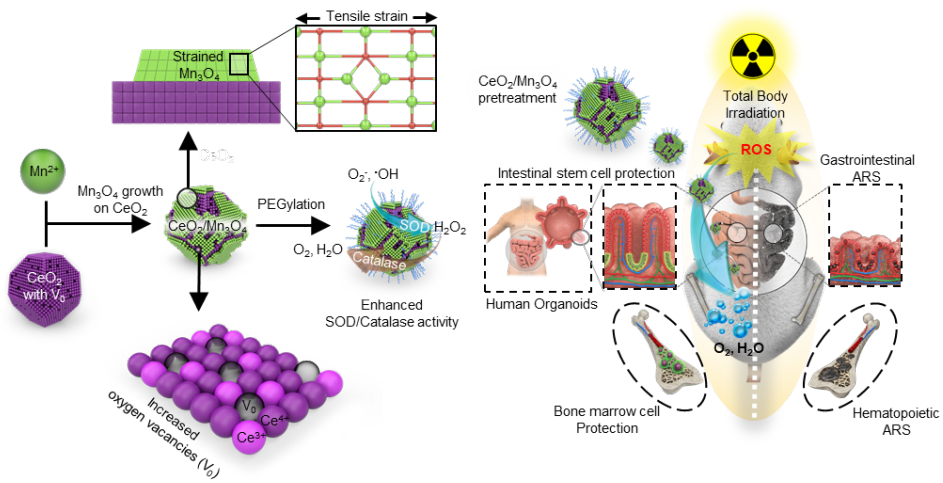 Tensile strain
Strained
Mn₃O₄
CeO₂
Mn²⁺
Mn₃O₄ growth
on CeO₂
CeO₂
with V₀
CeO₂/Mn₃O₄
PEGylation
O₂⁻, ·OH
O₂, H₂O
SOD
H₂O₂
Catalase
Enhanced
SOD/Catalase activity
Increased
oxygen vacancies (V₀)
V₀
Ce⁴⁺
Ce³⁺
CeO₂/Mn₃O₄
pretreatment
Total Body
Irradiation
ROS
Intestinal stem cell protection
Gastrointestinal
ARS
Human Organoids
O₂, H₂O
Bone marrow cell
Protection
Hematopoietic
ARS